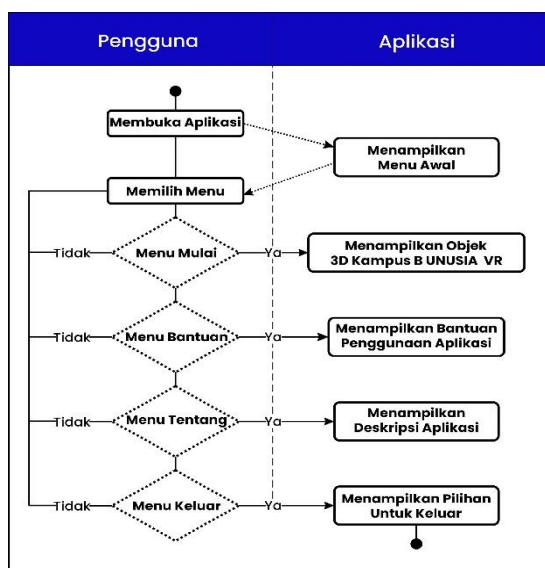 Pengguna
Aplikasi
Membuka Aplikasi
Menampilkan
Menu Awal
Memilih Menu
Tidak
Menu Mulai
Ya
Menampilkan Objek
3D Kampus B UNUSIA VR
Menu Bantuan
Ya
Menampilkan Bantuan
Penggunaan Aplikasi
Tidak
Menu Tentang
Ya
Menampilkan
Deskripsi Aplikasi
Tidak
Menu Keluar
Ya
Menampilkan Pilihan
Untuk Keluar